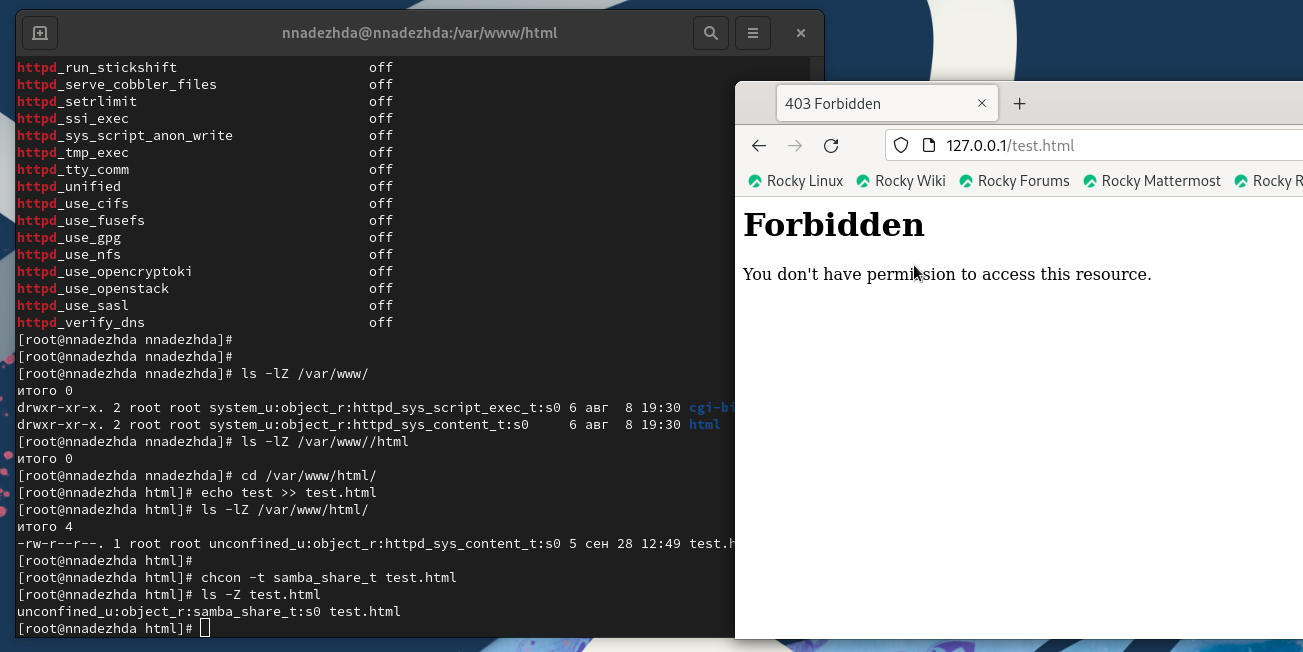 nnadezhda@nnadezhda:/var/www/html
httpd_run_stickshift off
httpd_serve_cobbler_files off
httpd_setrlimit off
httpd_ssi_exec off
httpd_sys_script_anon_write off
httpd_tmp_exec off
httpd_tty_comm off
httpd_unified off
httpd_use_cifs off
httpd_use_fusefs off
httpd_use_gpg off
httpd_use_nfs off
httpd_use_opencryptoki off
httpd_use_openstack off
httpd_use_sasl off
httpd_verify_dns off
[root@nnadezhda nnadezhda]#
[root@nnadezhda nnadezhda]#
[root@nnadezhda nnadezhda]# ls -lZ /var/www/
итого 0
drwxr-xr-x. 2 root root system_u:object_r:httpd_sys_script_exec_t:s0 6 авг  8 19:30 cgi-bi
drwxr-xr-x. 2 root root system_u:object_r:httpd_sys_content_t:s0     6 авг  8 19:30 html
[root@nnadezhda nnadezhda]# ls -lZ /var/www//html
итого 0
[root@nnadezhda nnadezhda]# cd /var/www/html/
[root@nnadezhda html]# echo test >> test.html
[root@nnadezhda html]# ls -lZ /var/www/html/
итого 4
-rw-r--r--. 1 root root unconfined_u:object_r:httpd_sys_content_t:s0 5 сен 28 12:49 test.h
[root@nnadezhda html]#
[root@nnadezhda html]# chcon -t samba_share_t test.html
[root@nnadezhda html]# ls -Z test.html
unconfined_u:object_r:samba_share_t:s0 test.html
[root@nnadezhda html]#
403 Forbidden
127.0.0.1/test.html
Rocky Linux Rocky Wiki Rocky Forums Rocky Mattermost Rocky R
Forbidden
You don't have permission to access this resource.